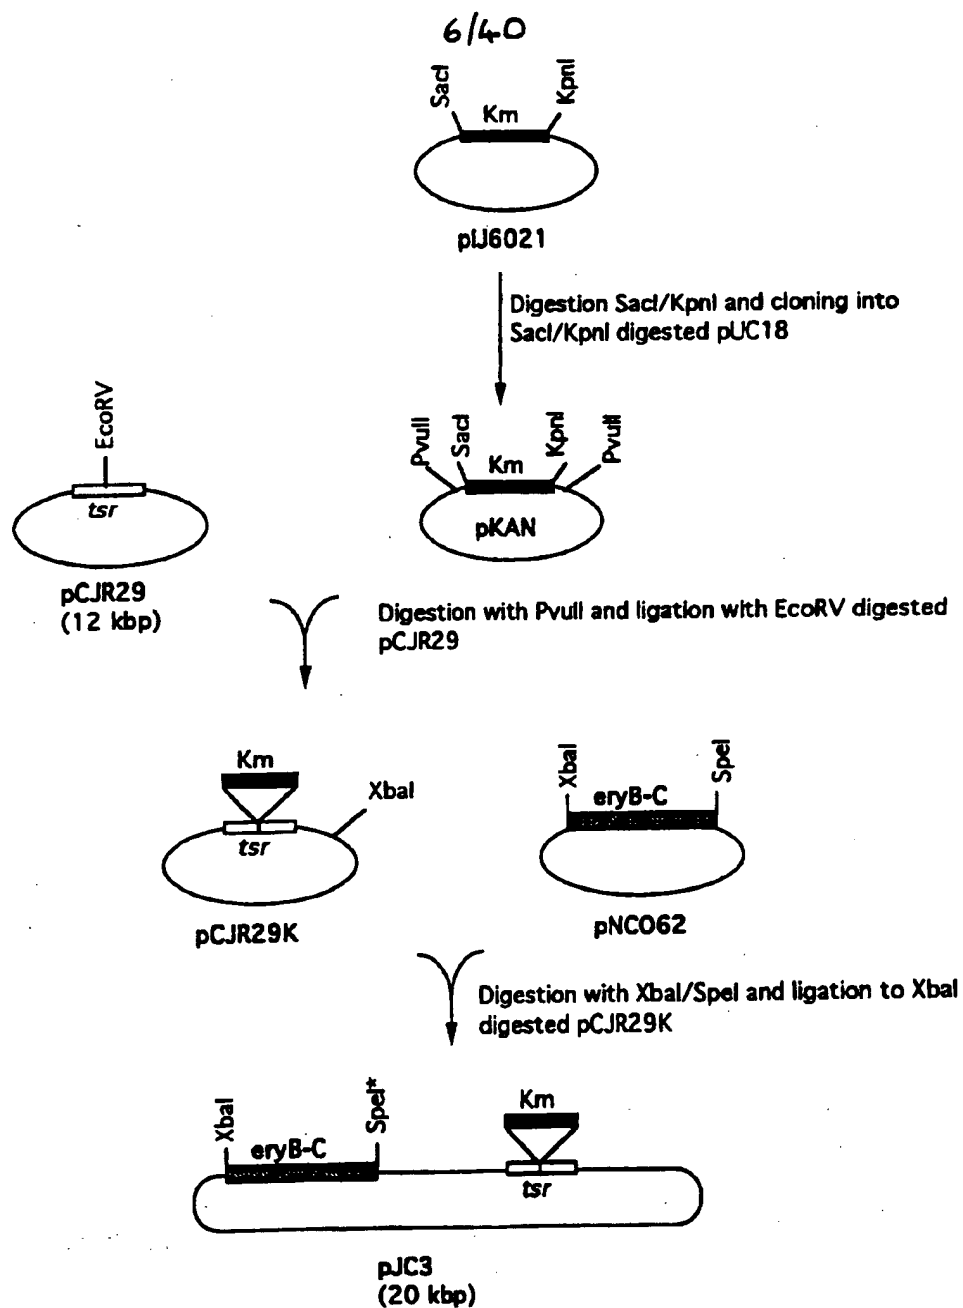 6/40
SacI
Km
KpnI
pIJ6021
Digestion SacI/KpnI and cloning into
SacI/KpnI digested pUC18
EcoRV
tsr
pCJR29
(12 kbp)
PvuII
SacI
Km
KpnI
PvuII
pKAN
Digestion with PvuII and ligation with EcoRV digested
pCJR29
Km
XbaI
tsr
pCJR29K
XbaI
eryB-C
SpeI
pNCO62
Digestion with XbaI/SpeI and ligation to XbaI
digested pCJR29K
XbaI
eryB-C
SpeI*
Km
tsr
pJC3
(20 kbp)